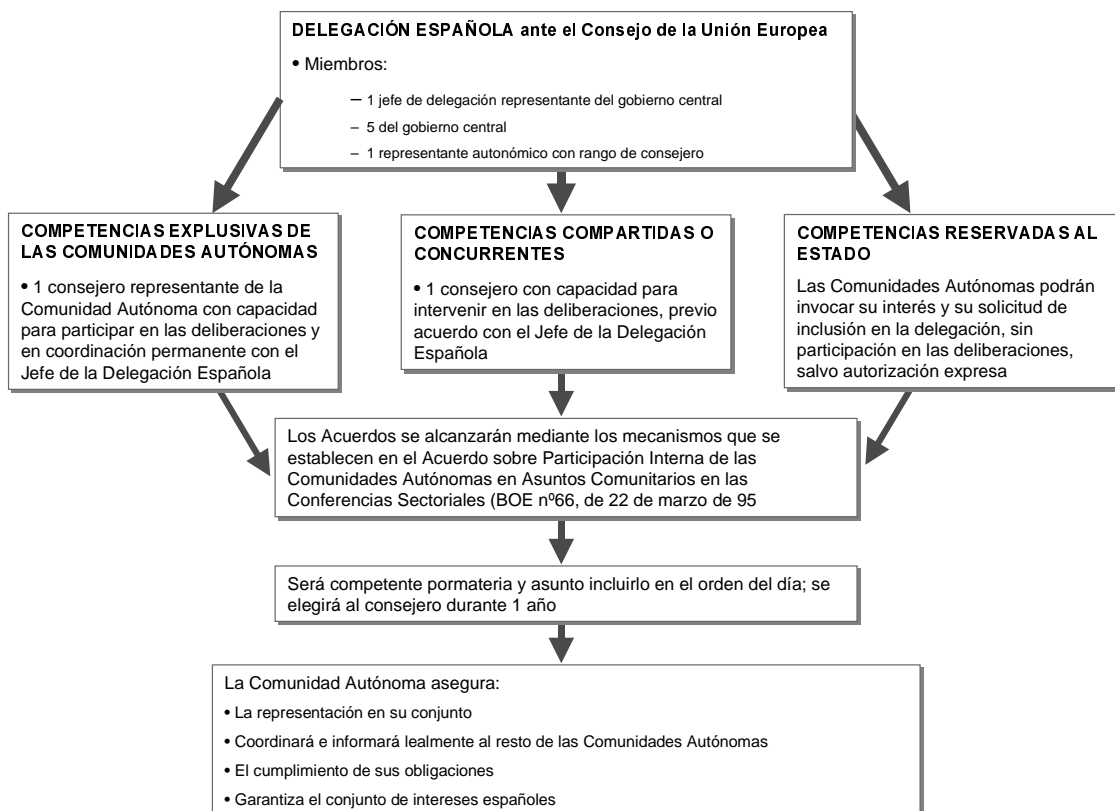 DELEGACIÓN ESPAÑOLA ante el Consejo de la Unión Europea
• Miembros:
– 1 jefe de delegación representante del gobierno central
– 5 del gobierno central
– 1 representante autonómico con rango de consejero
COMPETENCIAS EXPLUSIVAS DE
LAS COMUNIDADES AUTÓNOMAS
• 1 consejero representante de la
Comunidad Autónoma con capacidad
para participar en las deliberaciones y
en coordinación permanente con el
Jefe de la Delegación Española
COMPETENCIAS COMPARTIDAS O
CONCURRENTES
• 1 consejero con capacidad para
intervenir en las deliberaciones, previo
acuerdo con el Jefe de la Delegación
Española
COMPETENCIAS RESERVADAS AL
ESTADO
Las Comunidades Autónomas podrán
invocar su interés y su solicitud de
inclusión en la delegación, sin
participación en las deliberaciones,
salvo autorización expresa
Los Acuerdos se alcanzarán mediante los mecanismos que se
establecen en el Acuerdo sobre Participación Interna de las
Comunidades Autónomas en Asuntos Comunitarios en las
Conferencias Sectoriales (BOE nº66, de 22 de marzo de 95
Será competente pormateria y asunto incluirlo en el orden del día; se
elegirá al consejero durante 1 año
La Comunidad Autónoma asegura:
• La representación en su conjunto
• Coordinará e informará lealmente al resto de las Comunidades Autónomas
• El cumplimiento de sus obligaciones
• Garantiza el conjunto de intereses españoles